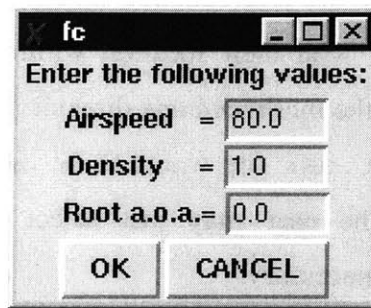 fc
Enter the following values:
Airspeed = 80.0
Density = 1.0
Root a.o.a.= 0.0
OK CANCEL